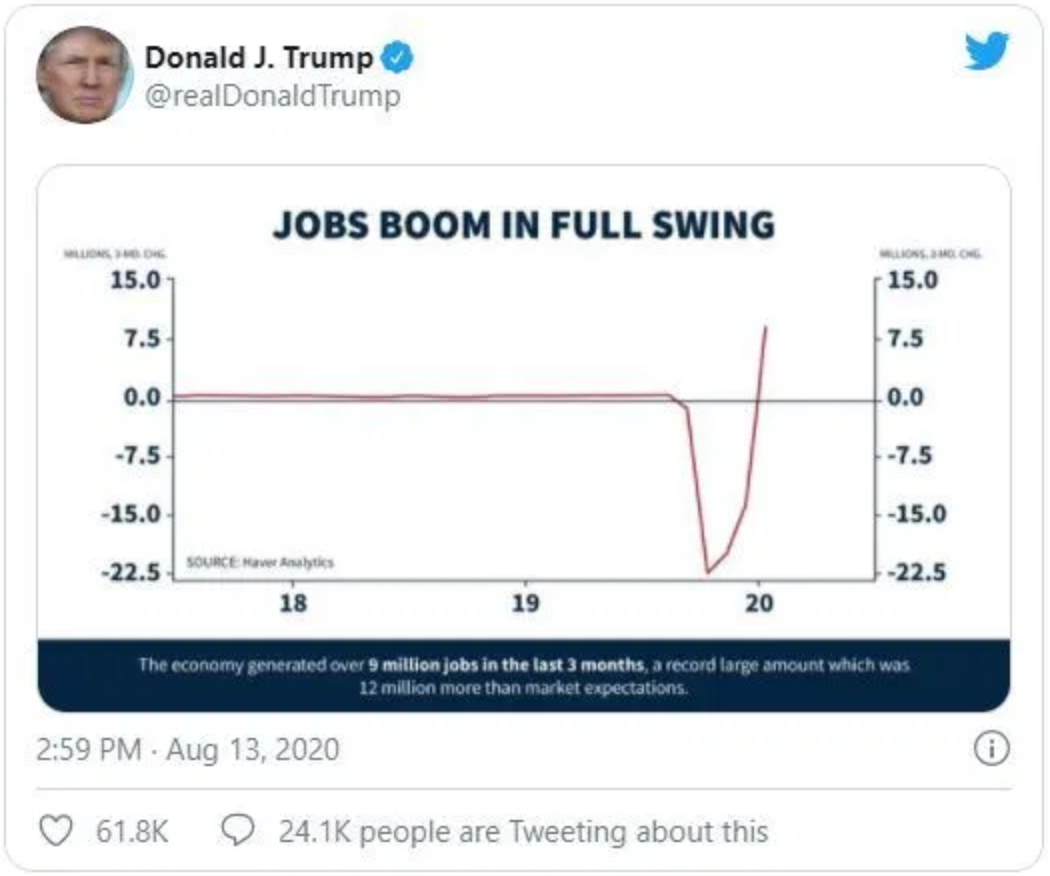 Donald J. Trump
@realDonaldTrump
JOBS BOOM IN FULL SWING
MILLIONS, 3-MO. CHG.
MILLIONS, 3-MO. CHG.
15.0
15.0
7.5
7.5
0.0
0.0
-7.5
-7.5
-15.0
-15.0
-22.5
-22.5
SOURCE: Haver Analytics
18
19
20
The economy generated over 9 million jobs in the last 3 months, a record large amount which was
12 million more than market expectations.
2:59 PM · Aug 13, 2020
61.8K
24.1K people are Tweeting about this